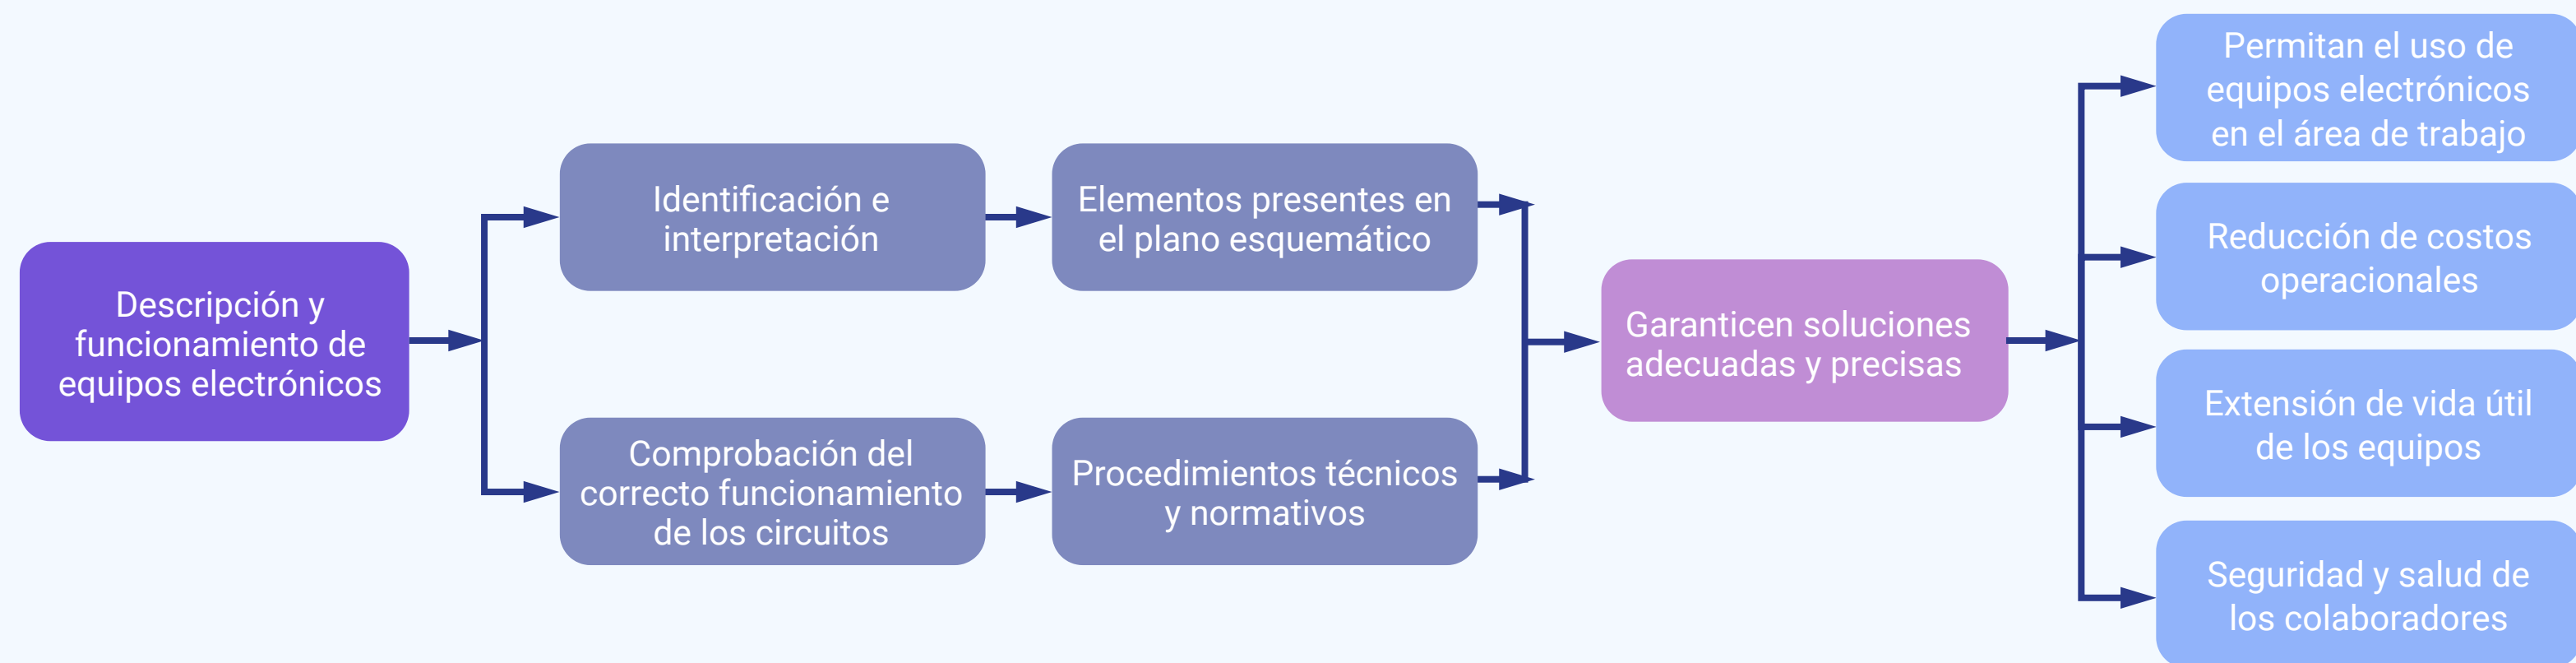 Descripción y
funcionamiento de
equipos electrónicos
Identificación e
interpretación
Elementos presentes en
el plano esquemático
Comprobación del
correcto funcionamiento
de los circuitos
Procedimientos técnicos
y normativos
Garanticen soluciones
adecuadas y precisas
Permitan el uso de
equipos electrónicos
en el área de trabajo
Reducción de costos
operacionales
Extensión de vida útil
de los equipos
Seguridad y salud de
los colaboradores